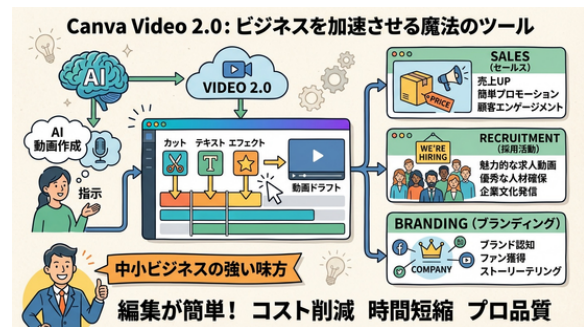 Canva Video 2.0: ビジネスを加速させる魔法のツール
AI
VIDEO 2.0
AI
動画作成
指示
カット テキスト エフェクト
T
動画ドラフト
SALES
(セールス)
PRICE
売上UP
簡単プロモーション
顧客エンゲージメント
RECRUITMENT
(採用活動)
WE'RE
HIRING
魅力的な求人動画
優秀な人材確保
企業文化発信
BRANDING (ブランディング)
COMPANY
ブランド認知
ファン獲得
ストーリーテリング
中小ビジネスの強い味方
編集が簡単! コスト削減 時間短縮 プロ品質